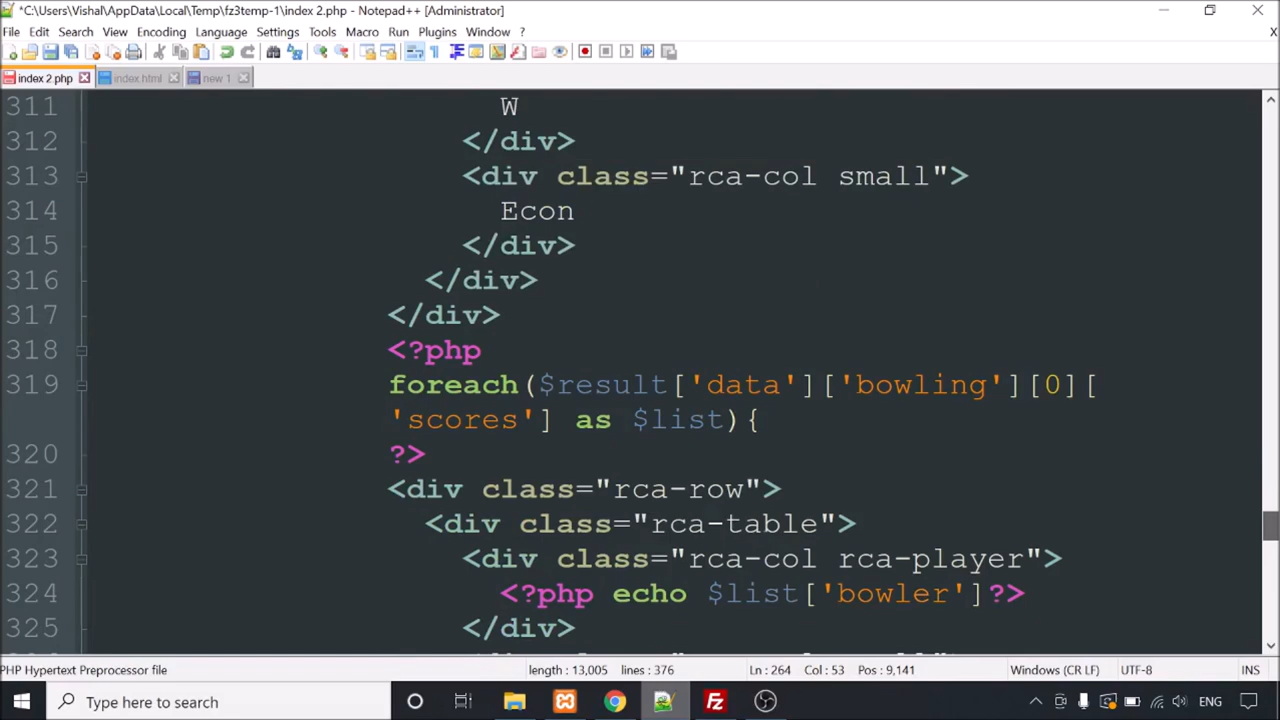 *C:\Users\Vishal\AppData\Local\Temp\fz3temp-1\index 2.php - Notepad++ [Administrator]
File Edit Search View Encoding Language Settings Tools Macro Run Plugins Window ? X
index 2.php index.html new 1
311 W
312 </div>
313 <div class="rca-col small">
314 Econ
315 </div>
316 </div>
317 </div>
318 <?php
319 foreach($result['data']['bowling'][0][
'scores'] as $list){
320 ?>
321 <div class="rca-row">
322 <div class="rca-table">
323 <div class="rca-col rca-player">
324 <?php echo $list['bowler']?>
325 </div>
PHP Hypertext Preprocessor file length : 13,005 lines : 376 Ln : 264 Col : 53 Pos : 9,141 Windows (CR LF) UTF-8 INS
Type here to search ENG